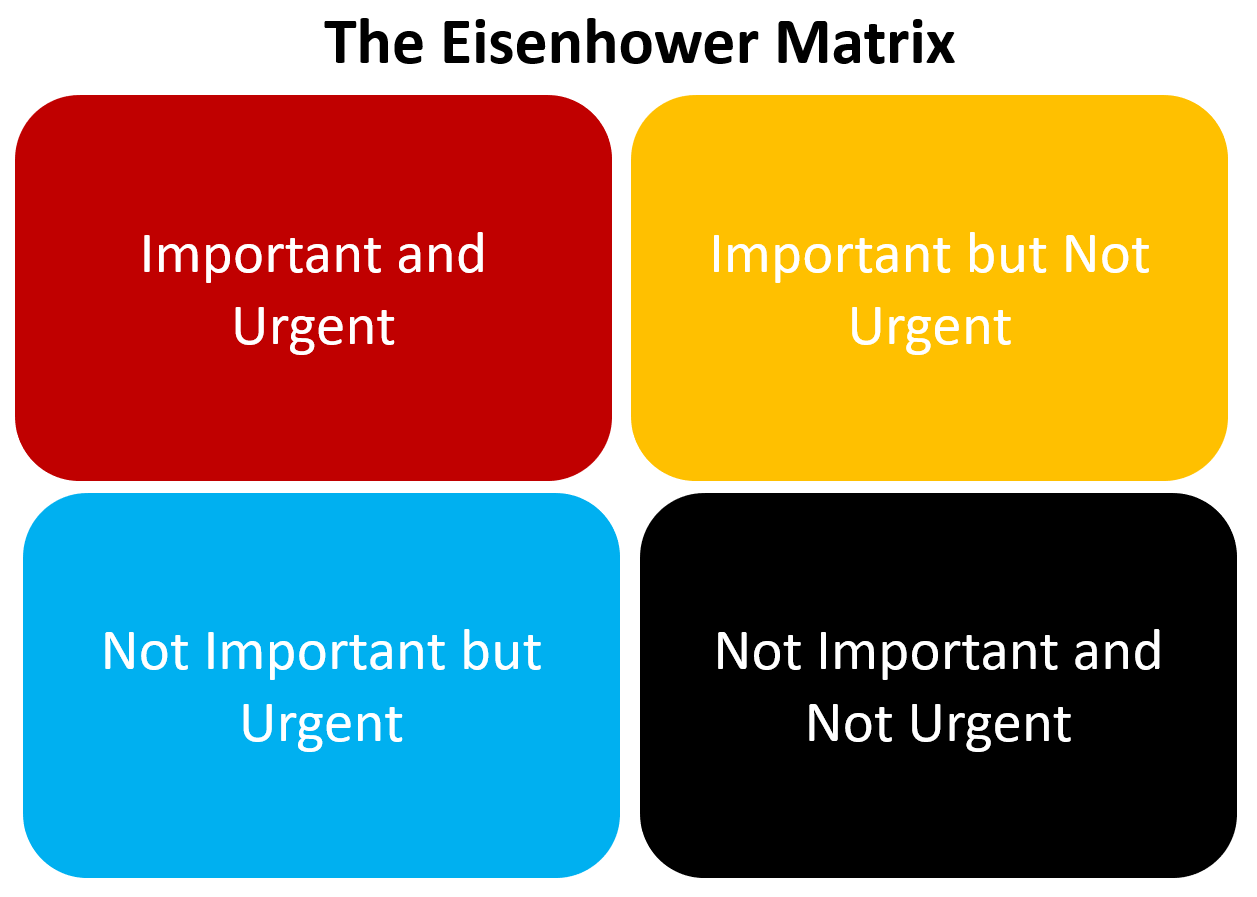 The Eisenhower Matrix
Important and
Urgent
Important but Not
Urgent
Not Important but
Urgent
Not Important and
Not Urgent